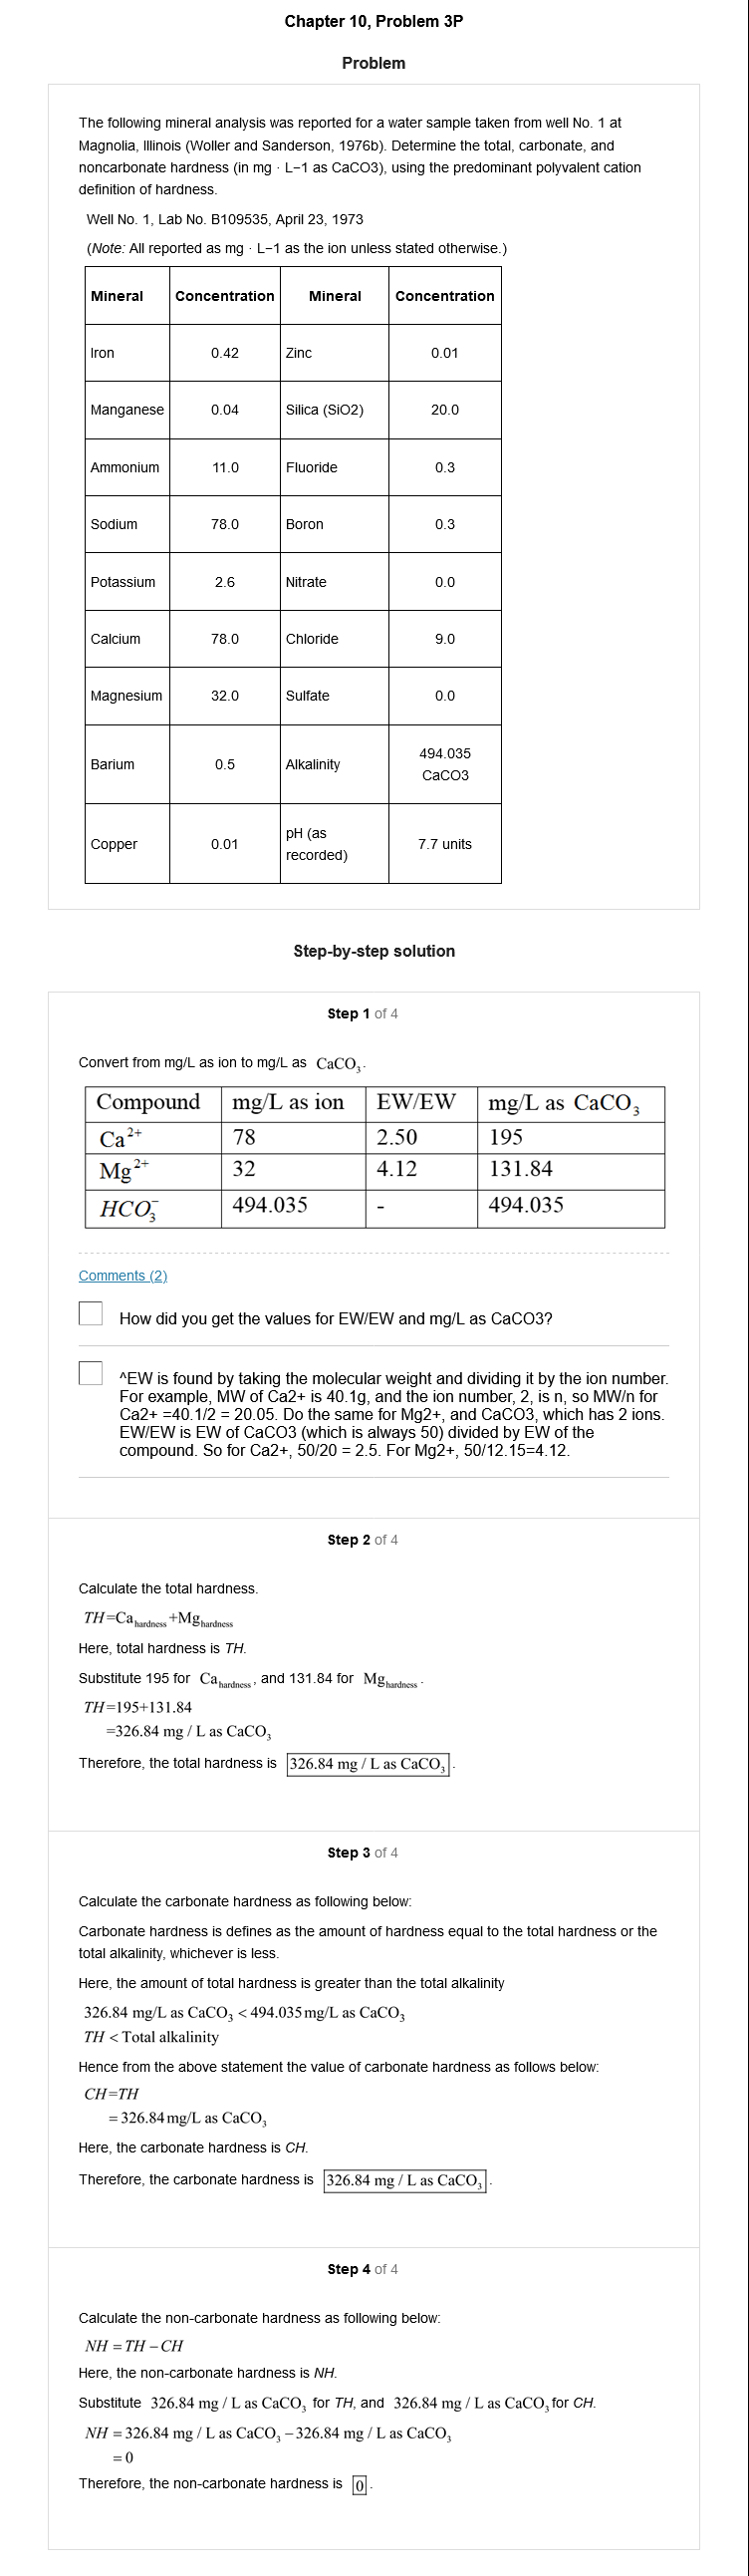 Chapter 10, Problem 3P
Problem
The following mineral analysis was reported for a water sample taken from well No. 1 at
Magnolia, Illinois (Woller and Sanderson, 1976b). Determine the total, carbonate, and
noncarbonate hardness (in mg · L−1 as CaCO3), using the predominant polyvalent cation
definition of hardness.
Well No. 1, Lab No. B109535, April 23, 1973
(Note: All reported as mg · L−1 as the ion unless stated otherwise.)
Mineral Concentration Mineral Concentration
Iron 0.42 Zinc 0.01
Manganese 0.04 Silica (SiO2) 20.0
Ammonium 11.0 Fluoride 0.3
Sodium 78.0 Boron 0.3
Potassium 2.6 Nitrate 0.0
Calcium 78.0 Chloride 9.0
Magnesium 32.0 Sulfate 0.0
Barium 0.5 Alkalinity 494.035
CaCO3
Copper 0.01 pH (as
recorded) 7.7 units
Step-by-step solution
Step 1 of 4
Convert from mg/L as ion to mg/L as CaCO₃.
Compound mg/L as ion EW/EW mg/L as CaCO₃
Ca²⁺ 78 2.50 195
Mg²⁺ 32 4.12 131.84
HCO₃⁻ 494.035 - 494.035
Comments (2)
How did you get the values for EW/EW and mg/L as CaCO3?
^EW is found by taking the molecular weight and dividing it by the ion number.
For example, MW of Ca2+ is 40.1g, and the ion number, 2, is n, so MW/n for
Ca2+ =40.1/2 = 20.05. Do the same for Mg2+, and CaCO3, which has 2 ions.
EW/EW is EW of CaCO3 (which is always 50) divided by EW of the
compound. So for Ca2+, 50/20 = 2.5. For Mg2+, 50/12.15=4.12.
Step 2 of 4
Calculate the total hardness.
TH=Ca hardness +Mg hardness
Here, total hardness is TH.
Substitute 195 for Ca hardness, and 131.84 for Mg hardness.
TH=195+131.84
=326.84 mg / L as CaCO₃
Therefore, the total hardness is 326.84 mg / L as CaCO₃.
Step 3 of 4
Calculate the carbonate hardness as following below:
Carbonate hardness is defines as the amount of hardness equal to the total hardness or the
total alkalinity, whichever is less.
Here, the amount of total hardness is greater than the total alkalinity
326.84 mg/L as CaCO₃ < 494.035 mg/L as CaCO₃
TH < Total alkalinity
Hence from the above statement the value of carbonate hardness as follows below:
CH=TH
= 326.84 mg/L as CaCO₃
Here, the carbonate hardness is CH.
Therefore, the carbonate hardness is 326.84 mg / L as CaCO₃.
Step 4 of 4
Calculate the non-carbonate hardness as following below:
NH = TH − CH
Here, the non-carbonate hardness is NH.
Substitute 326.84 mg / L as CaCO₃ for TH, and 326.84 mg / L as CaCO₃ for CH.
NH = 326.84 mg / L as CaCO₃ − 326.84 mg / L as CaCO₃
= 0
Therefore, the non-carbonate hardness is 0.